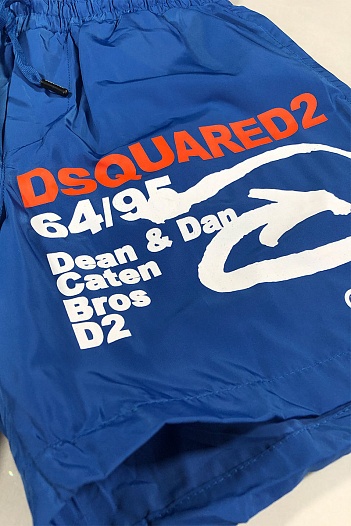 DSQUARED2
64/95
Dean & Dan
Caten
Bros
D2